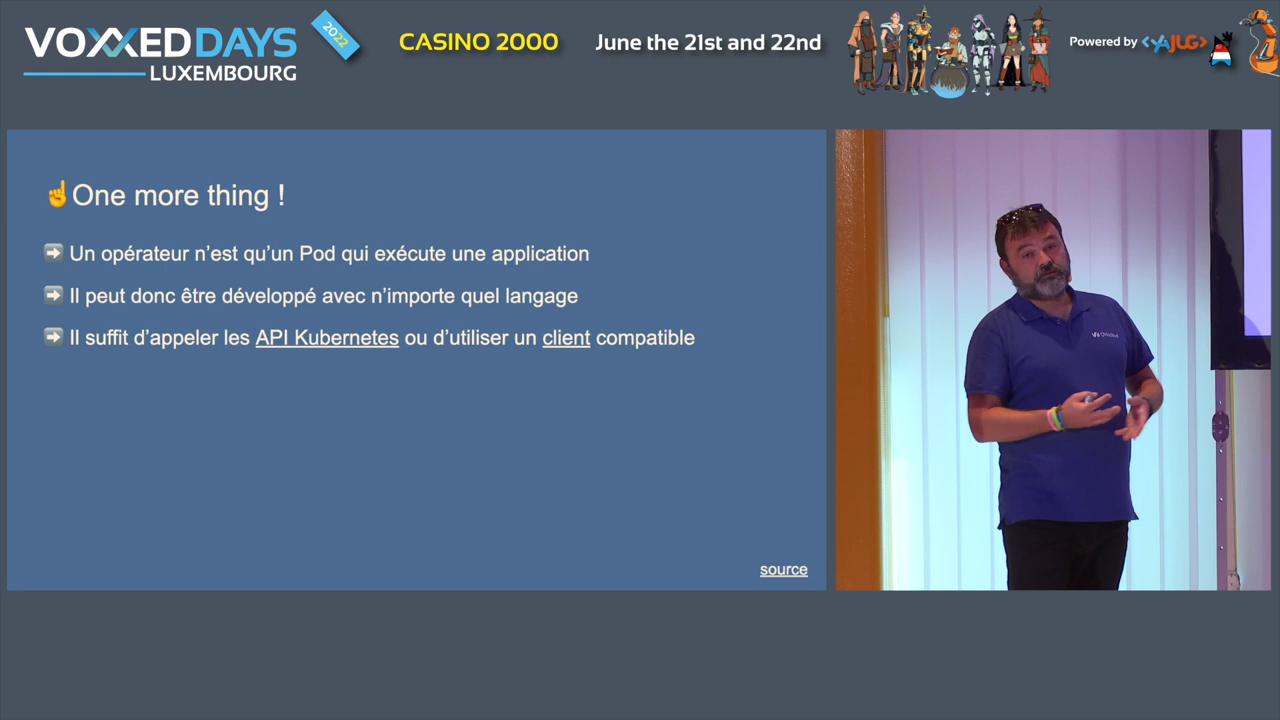 VOXXEDDAYS
LUXEMBOURG
2022
CASINO 2000
June the 21st and 22nd
Powered by <YAJUG>
☝️One more thing !
➡️ Un opérateur n’est qu’un Pod qui exécute une application
➡️ Il peut donc être développé avec n’importe quel langage
➡️ Il suffit d’appeler les API Kubernetes ou d’utiliser un client compatible
source